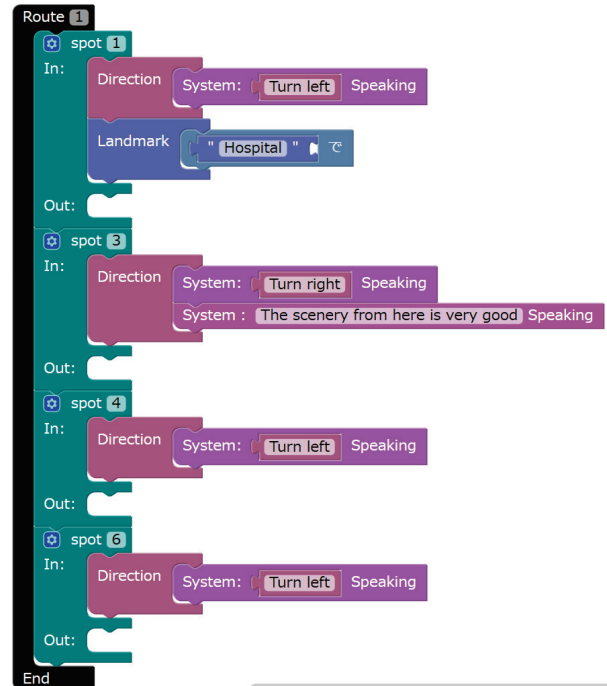 Route 1
spot 1
In:
Direction System: Turn left Speaking
Landmark " Hospital " で
Out:
spot 3
In:
Direction System: Turn right Speaking
System : The scenery from here is very good Speaking
Out:
spot 4
In:
Direction System: Turn left Speaking
Out:
spot 6
In:
Direction System: Turn left Speaking
Out:
End